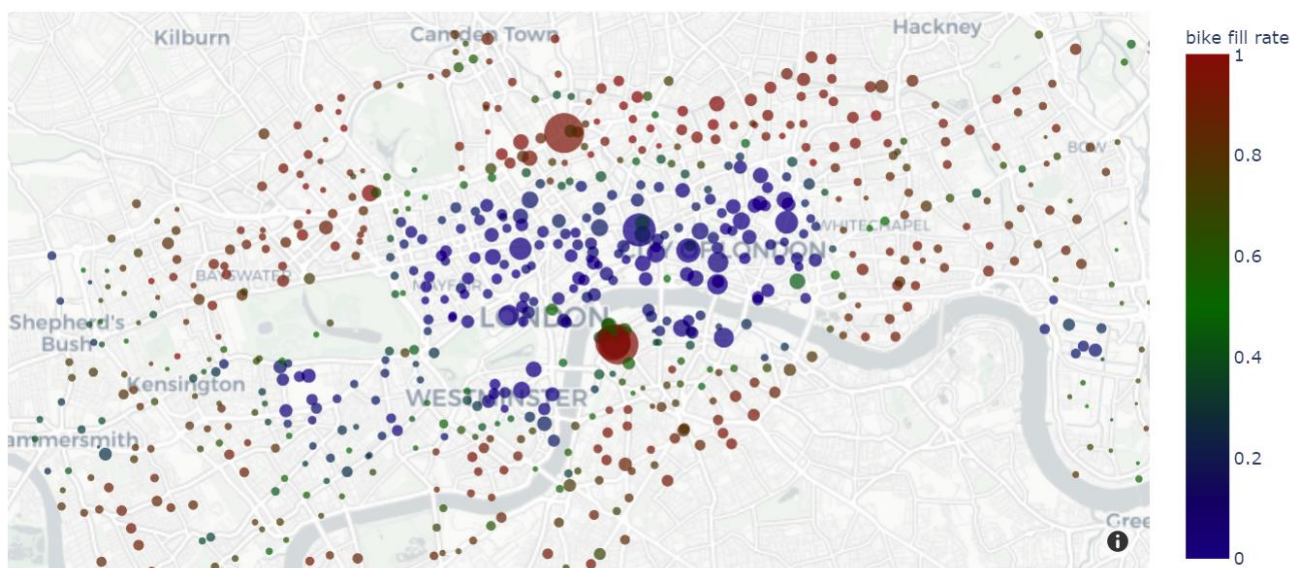 Kilburn
Camden Town
Hackney
bike fill rate
1
BOW
0.8
WHITECHAPEL
CITY OF LONDON
0.6
BAYSWATER
MAYFAIR
LONDON
Shepherd's
Bush
0.4
Kensington
WESTMINSTER
ammersmith
0.2
Gree
0